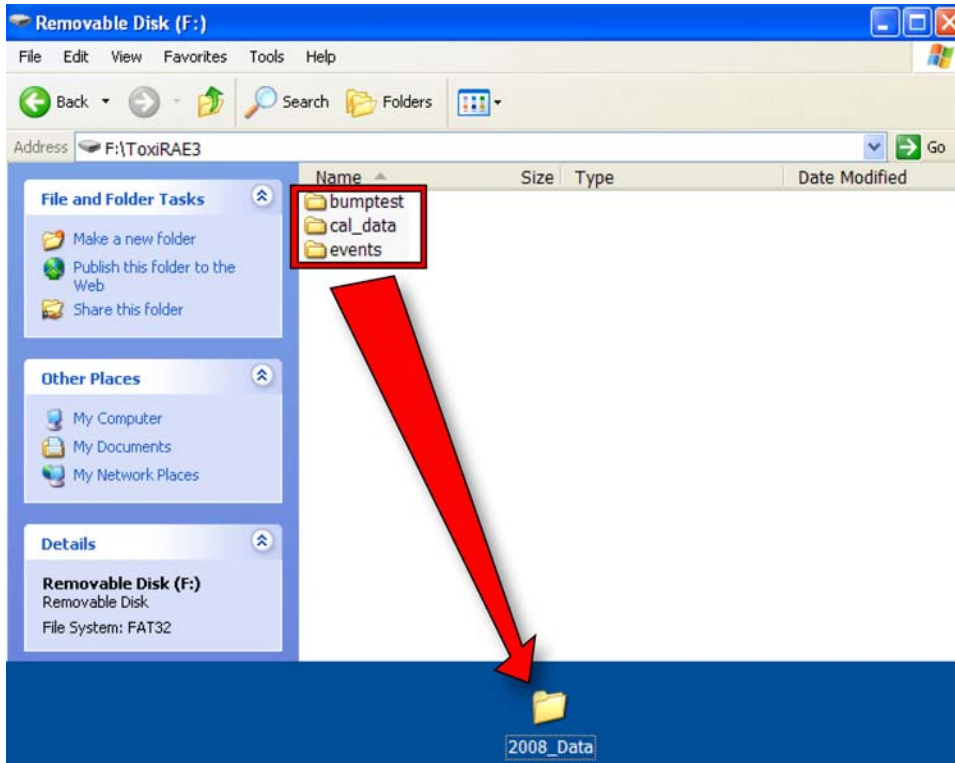 Removable Disk (F:)
File Edit View Favorites Tools Help
Back Search Folders
Address F:\ToxiRAE3 Go
Name Size Type Date Modified
File and Folder Tasks
Make a new folder
Publish this folder to the
Web
Share this folder
bumptest
cal_data
events
Other Places
My Computer
My Documents
My Network Places
Details
Removable Disk (F:)
Removable Disk
File System: FAT32
2008_Data